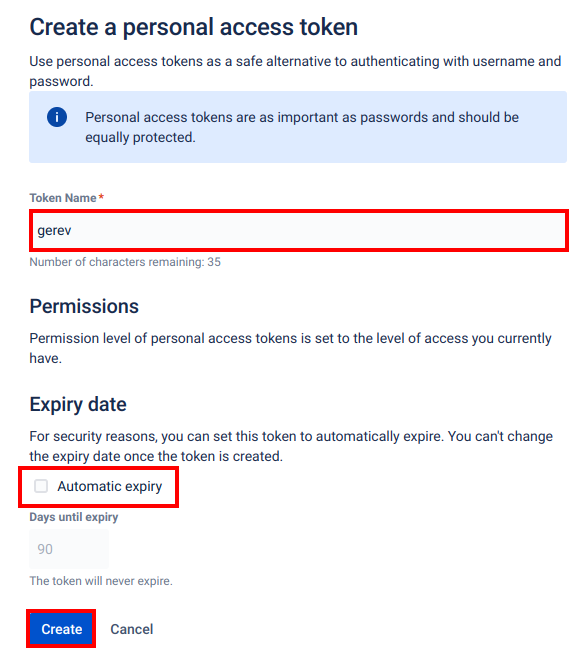 Create a personal access token
Use personal access tokens as a safe alternative to authenticating with username and
password.
Personal access tokens are as important as passwords and should be
equally protected.
Token Name*
gerev
Number of characters remaining: 35
Permissions
Permission level of personal access tokens is set to the level of access you currently
have.
Expiry date
For security reasons, you can set this token to automatically expire. You can't change
the expiry date once the token is created.
Automatic expiry
Days until expiry
90
The token will never expire.
Create Cancel